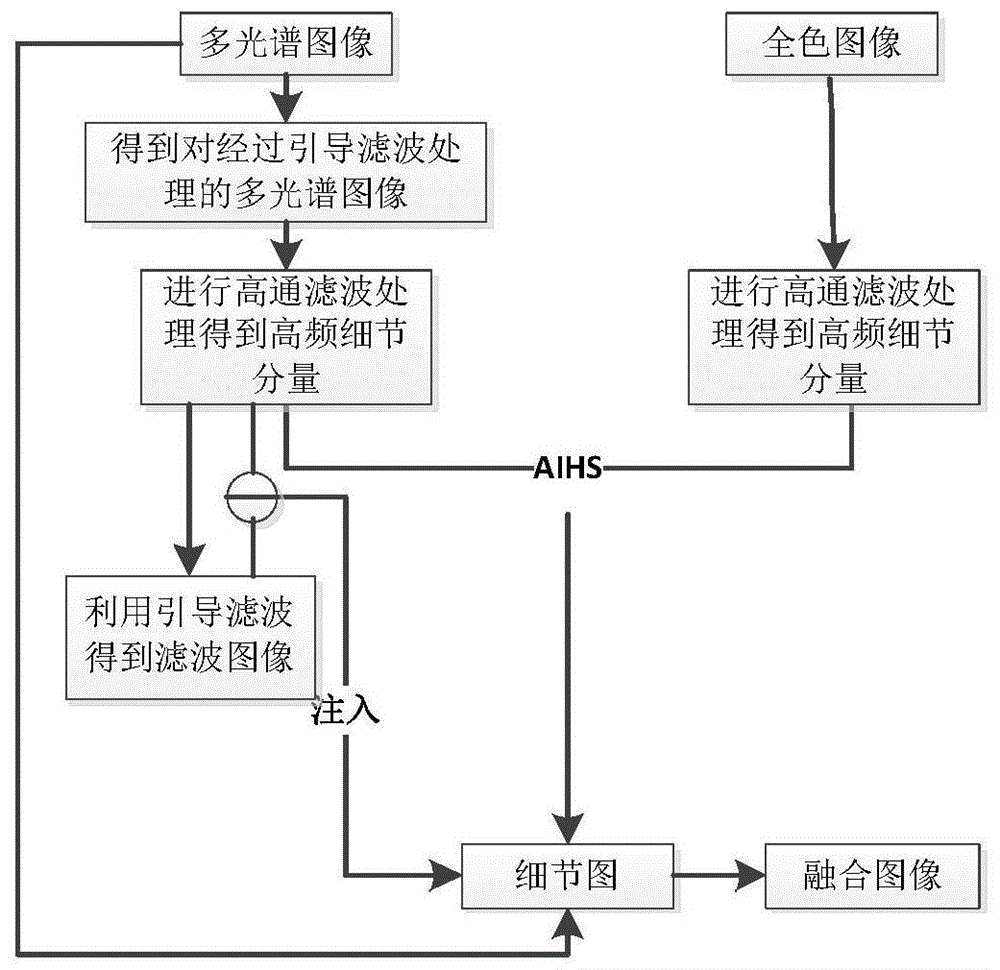 多光谱图像
全色图像
得到对经过引导滤波处
理的多光谱图像
进行高通滤波处
理得到高频细节
分量
进行高通滤波处
理得到高频细节
分量
AIHS
利用引导滤波
得到滤波图像
注入
细节图
融合图像